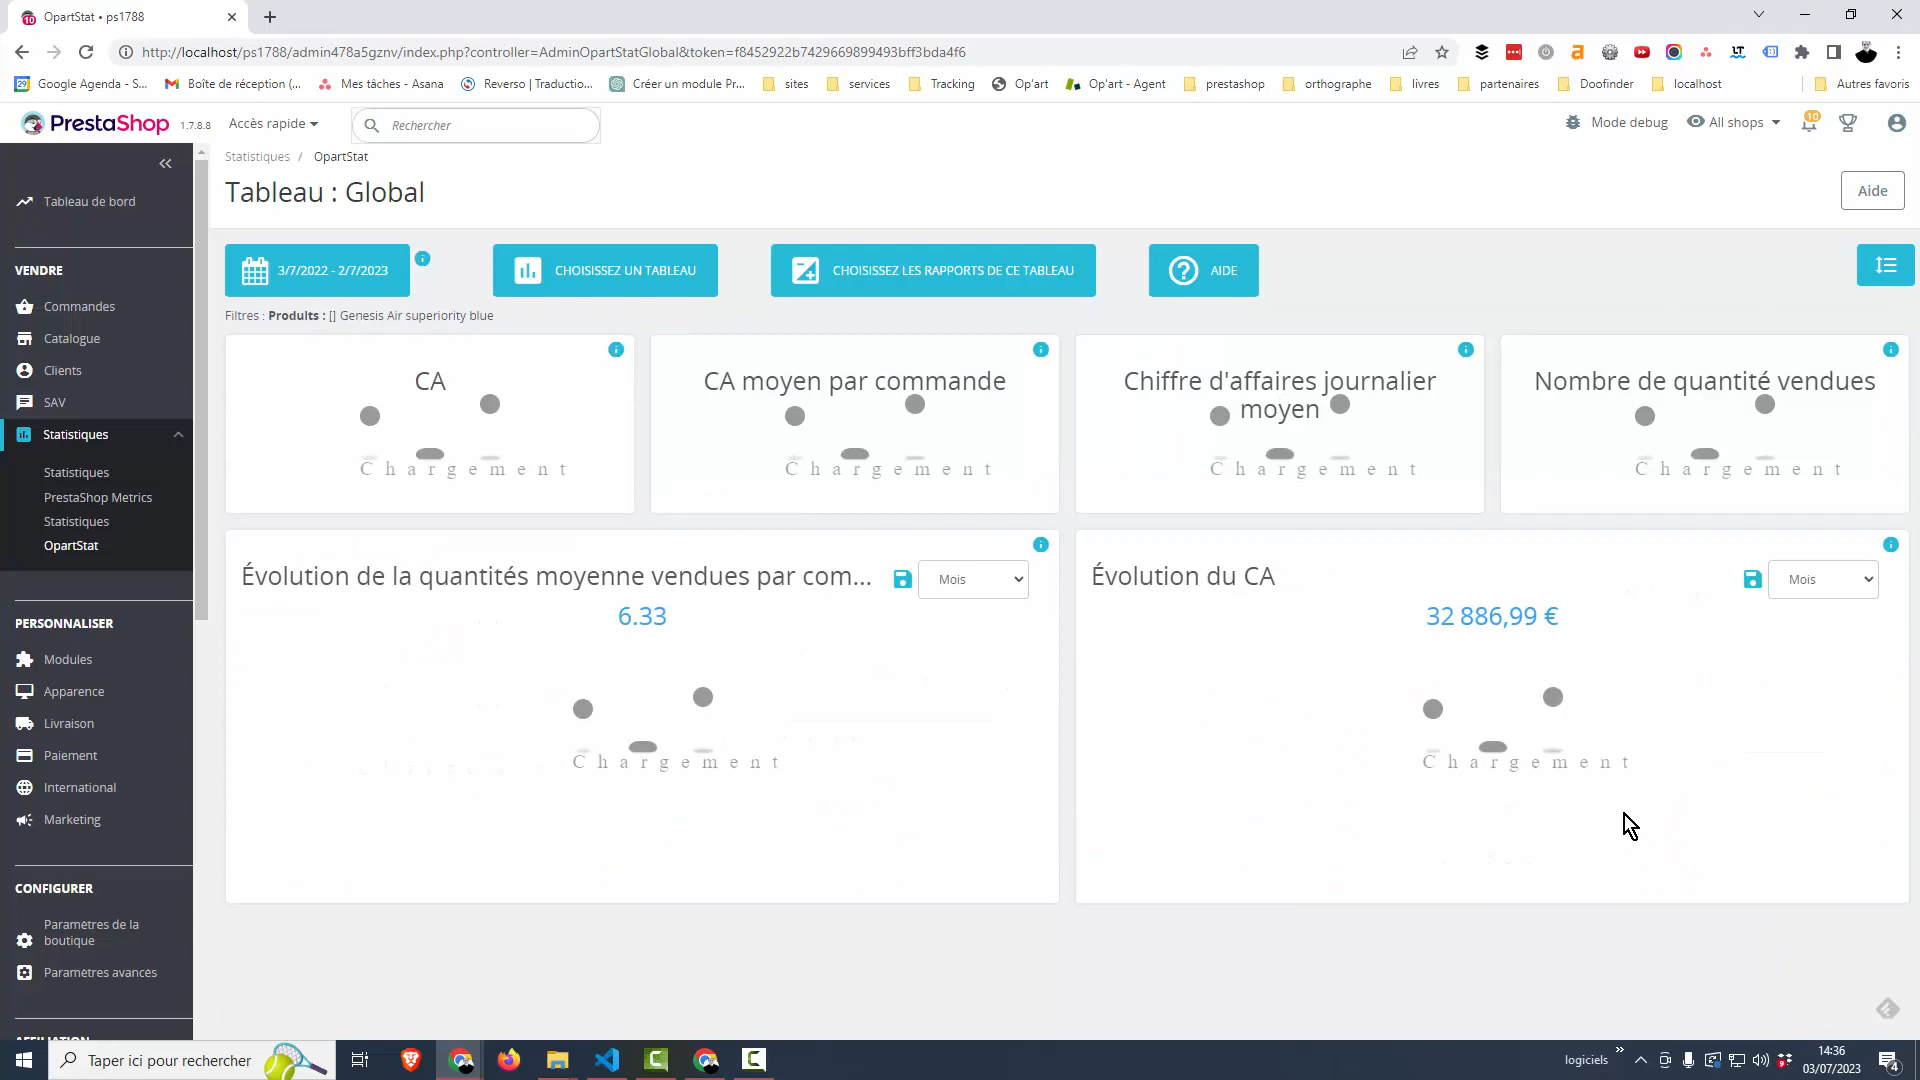 OpartStat • ps1788
http://localhost/ps1788/admin478a5gznv/index.php?controller=AdminOpartStatGlobal&token=f8452922b7429669899493bff3bda4f6
Google Agenda - S...
Boîte de réception (...
Mes tâches - Asana
Reverso | Traductio...
Créer un module Pr...
sites
services
Tracking
Op'art
Op'art - Agent
prestashop
orthographe
livres
partenaires
Doofinder
localhost
Autres favoris
PrestaShop 1.7.8.8
Accès rapide
Rechercher
Mode debug
All shops
10
Statistiques / OpartStat
Tableau : Global
Aide
Tableau de bord
VENDRE
Commandes
Catalogue
Clients
SAV
Statistiques
Statistiques
PrestaShop Metrics
Statistiques
OpartStat
PERSONNALISER
Modules
Apparence
Livraison
Paiement
International
Marketing
CONFIGURER
Paramètres de la
boutique
Paramètres avancés
3/7/2022 - 2/7/2023
CHOISISSEZ UN TABLEAU
CHOISISSEZ LES RAPPORTS DE CE TABLEAU
AIDE
Filtres : Produits : [] Genesis Air superiority blue
CA
Chargement
CA moyen par commande
Chargement
Chiffre d'affaires journalier
moyen
Chargement
Nombre de quantité vendues
Chargement
Évolution de la quantités moyenne vendues par com...
Mois
6.33
Chargement
Évolution du CA
Mois
32 886,99 €
Chargement
Taper ici pour rechercher
logiciels
14:36
03/07/2023
4